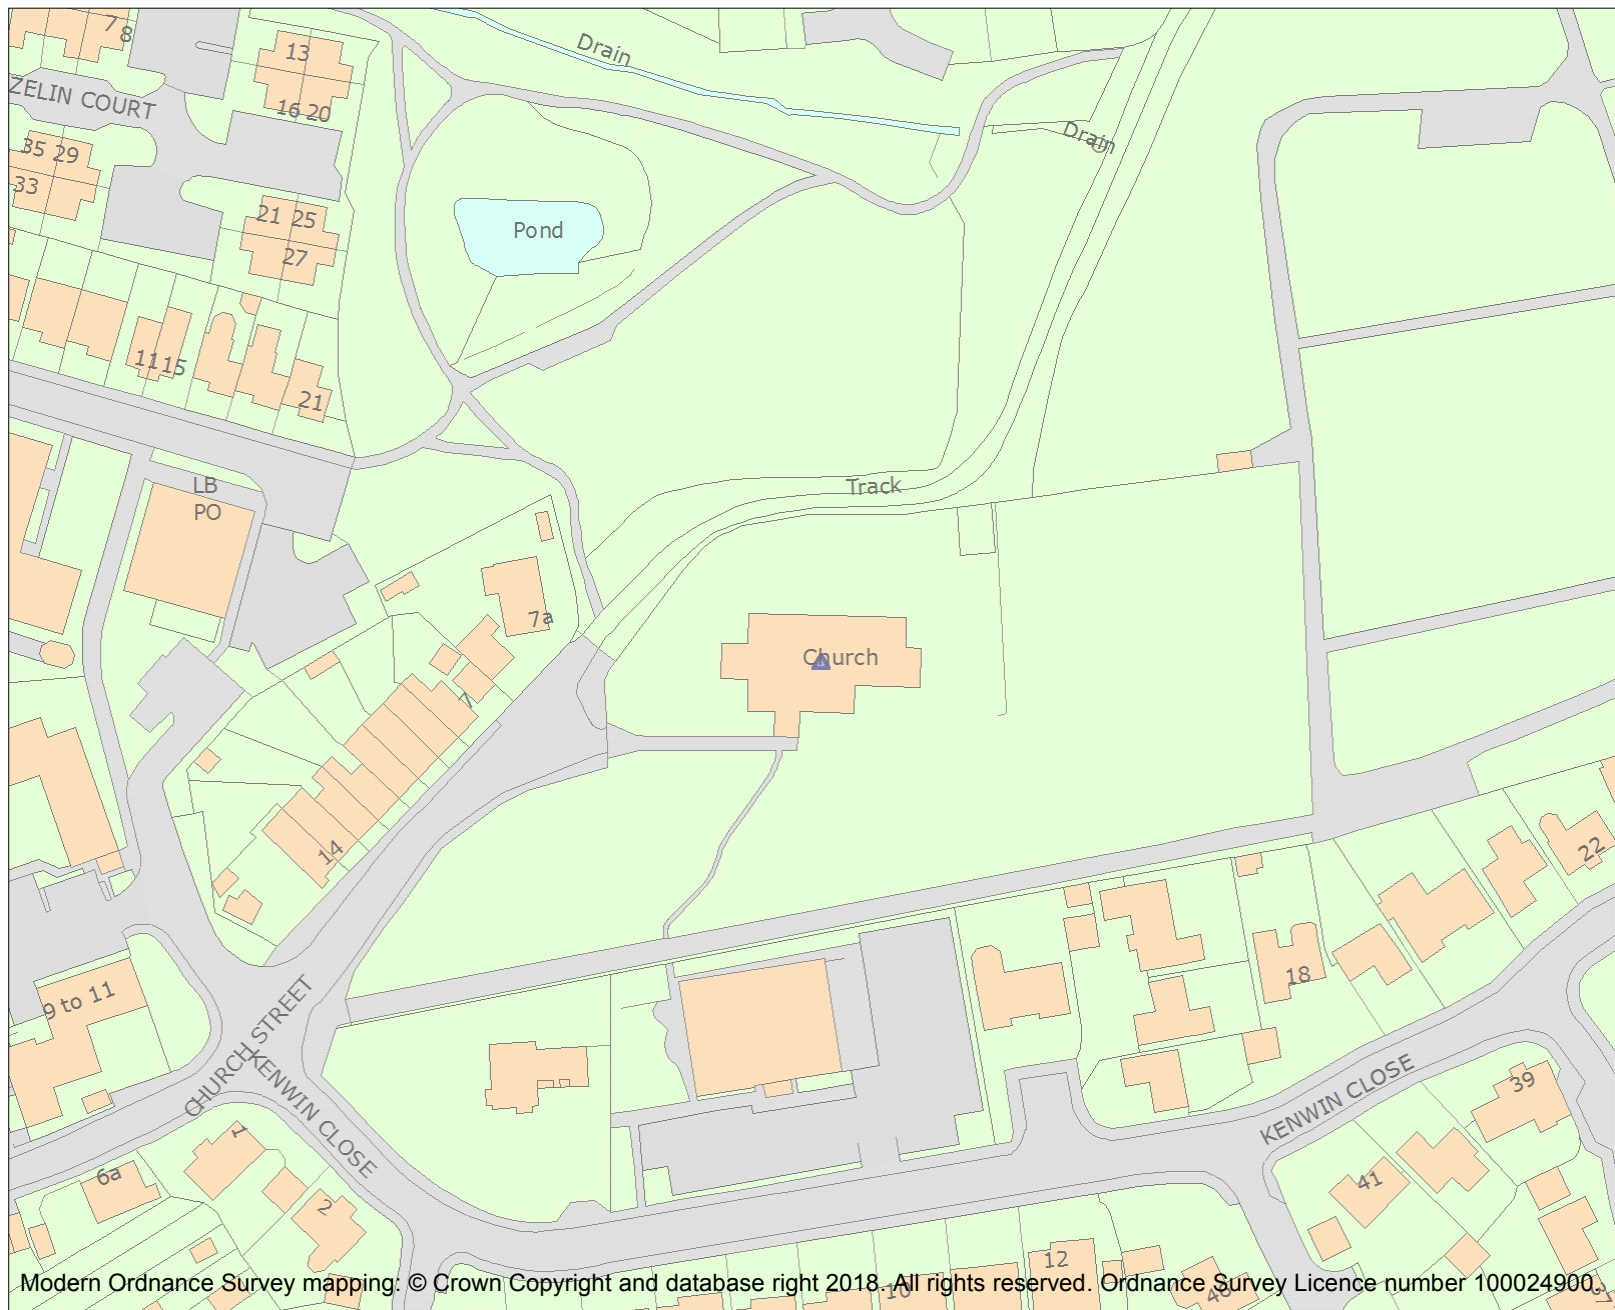 7
8
13
Drain
ZELIN COURT
16 20
Drain
35 29
33
21 25
Pond
27
11
15
21
LB
PO
Track
7a
Church
7
14
22
9 to 11
18
CHURCH STREET
KENWIN CLOSE
KENWIN CLOSE
39
1
6a
41
2
12
10
46
37
Modern Ordnance Survey mapping: © Crown Copyright and database right 2018. All rights reserved. Ordnance Survey Licence number 100024900.